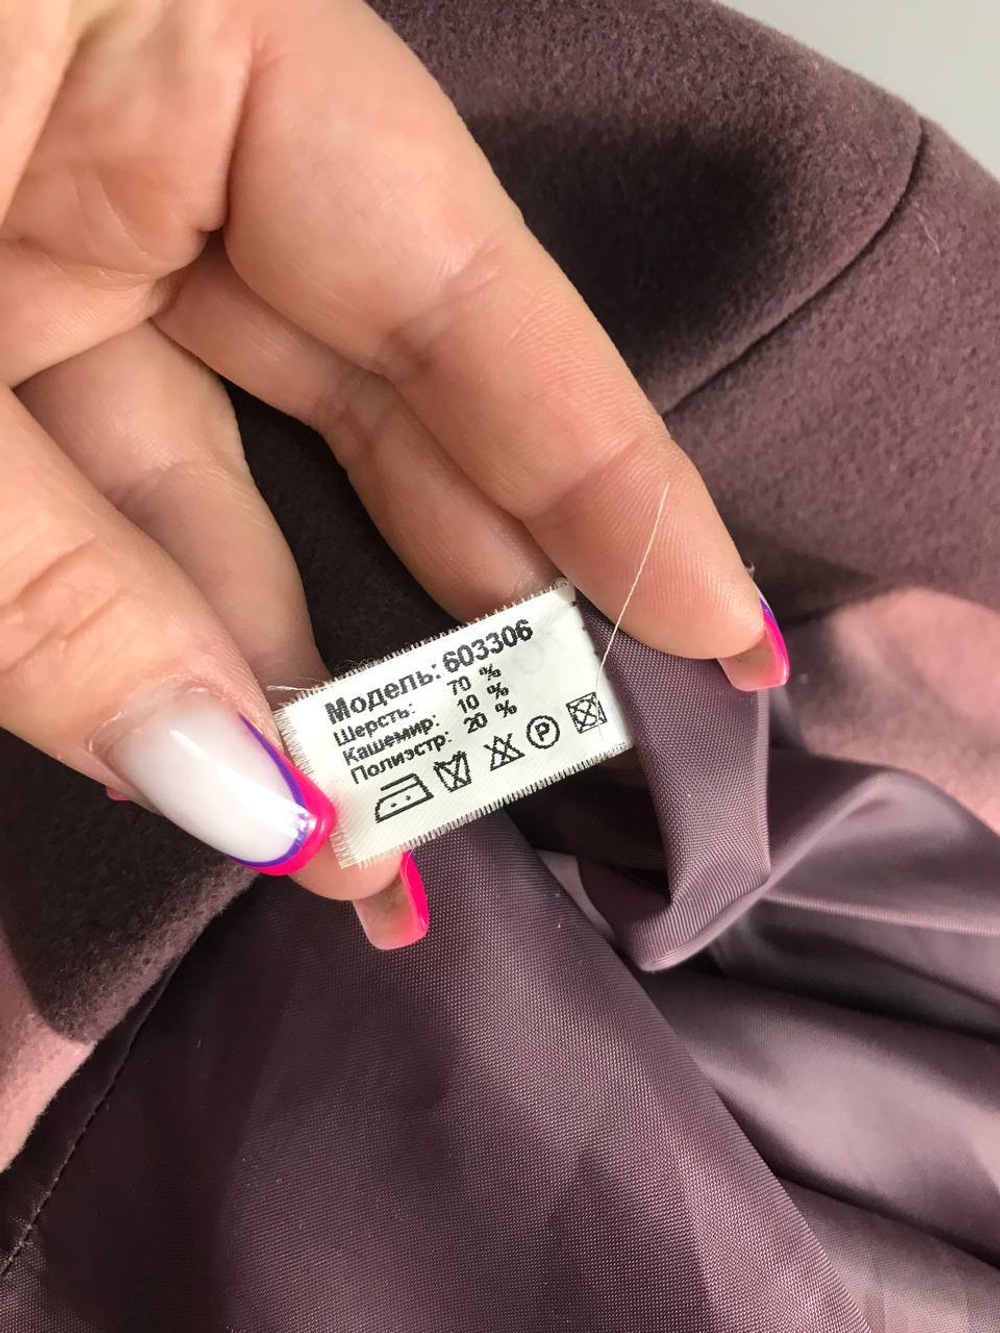 Модель: 603306
Шерсть: 70 %
Кашемир: 10 %
Полиэстр: 20 %
P